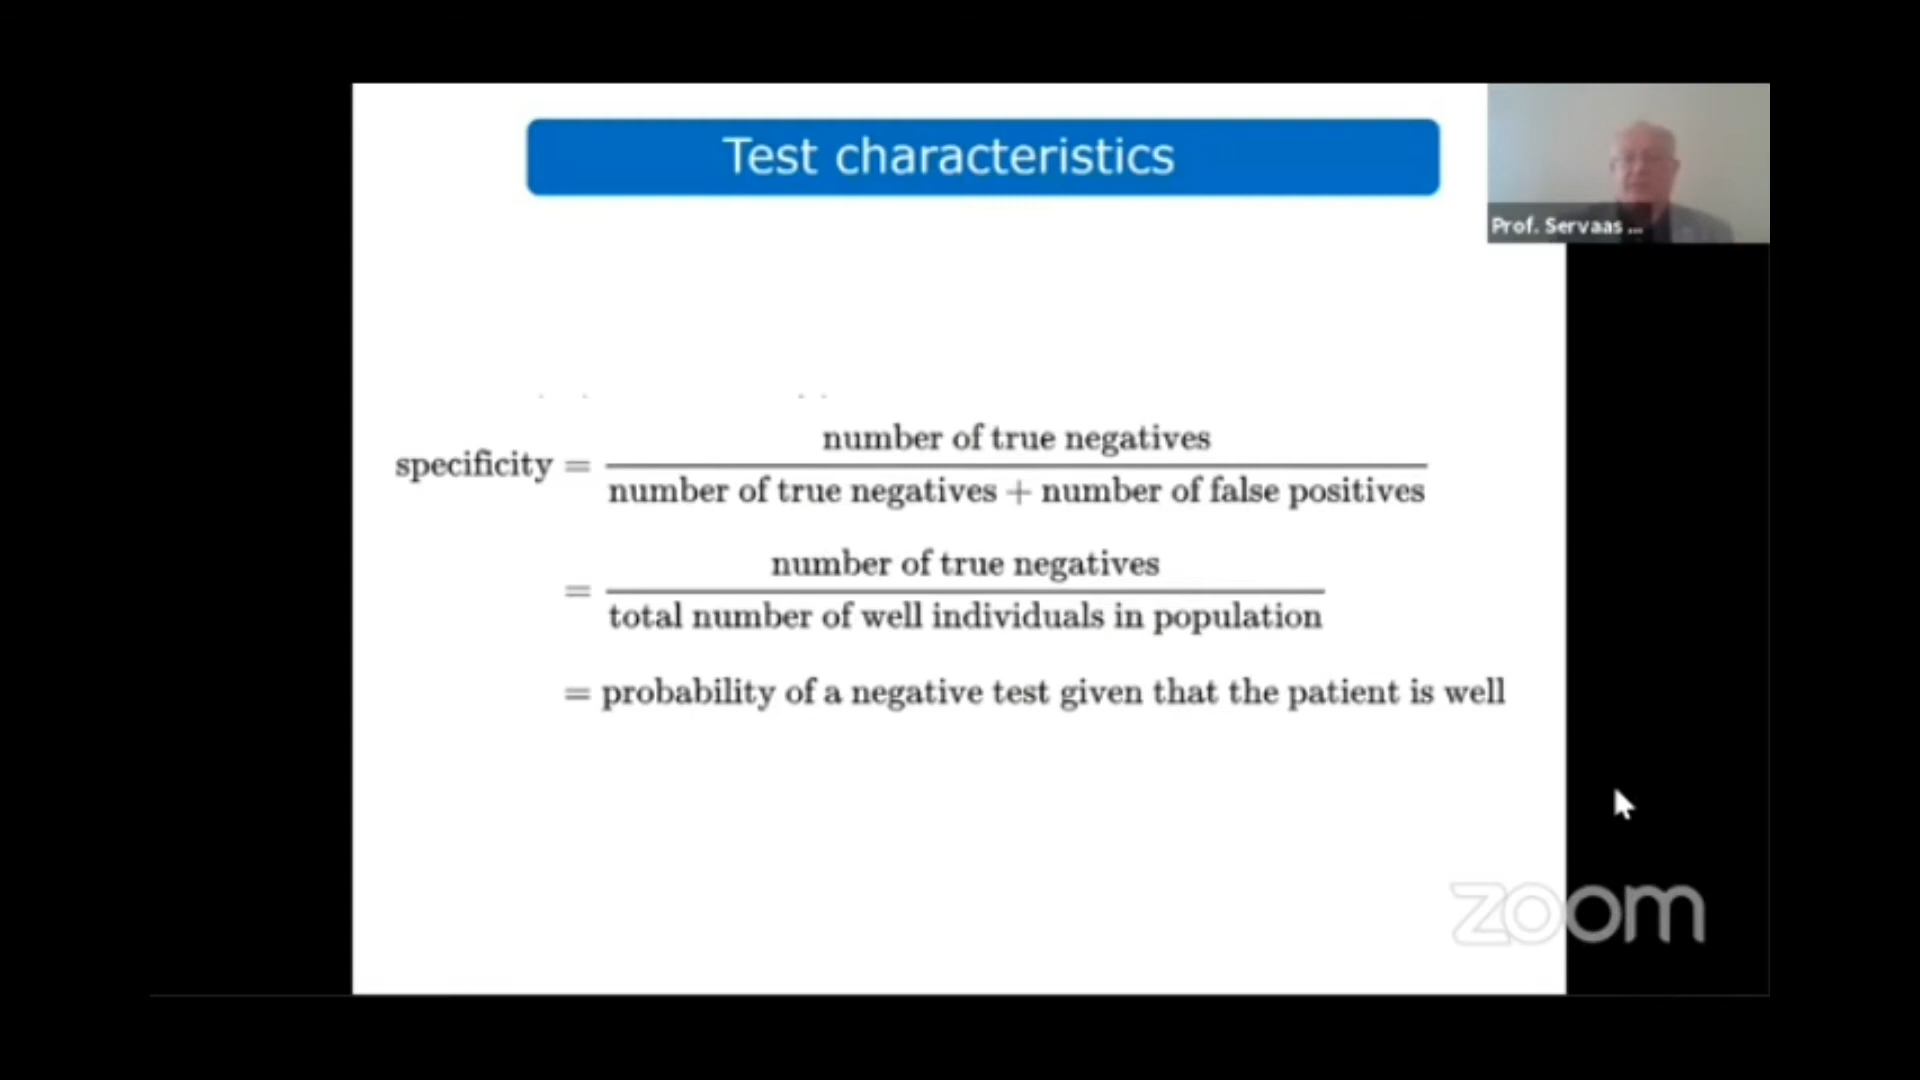 Test characteristics
Prof. Servaas ...
specificity = number of true negatives
number of true negatives + number of false positives
= number of true negatives
total number of well individuals in population
= probability of a negative test given that the patient is well
zoom